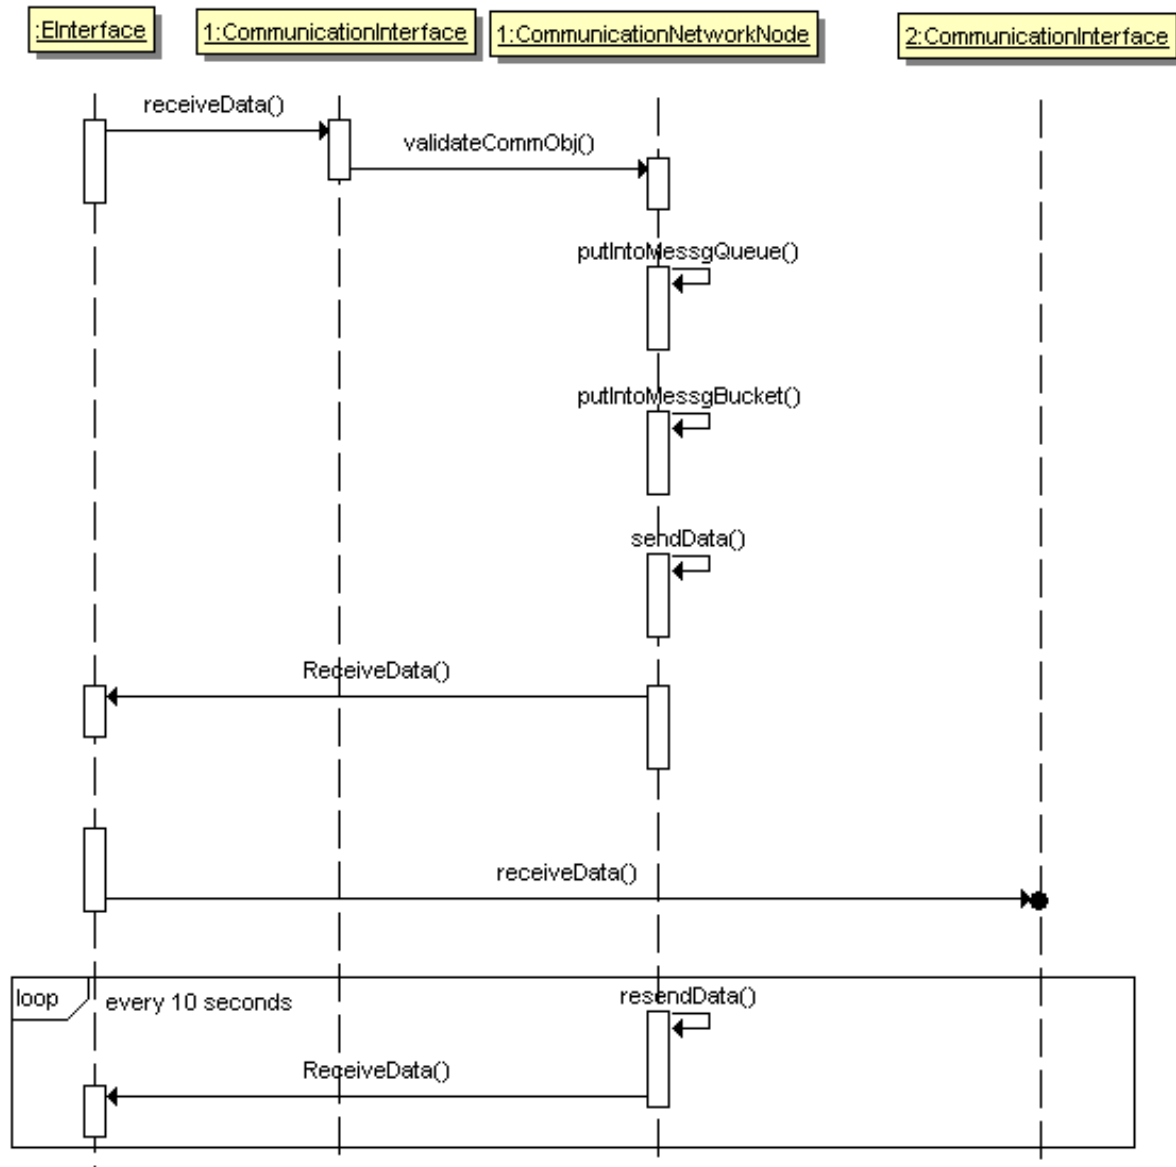 :EInterface
1:CommunicationInterface
1:CommunicationNetworkNode
2:CommunicationInterface
receiveData()
validateCommObj()
putIntoMessgQueue()
putIntoMessgBucket()
sendData()
ReceiveData()
receiveData()
loop
every 10 seconds
resendData()
ReceiveData()